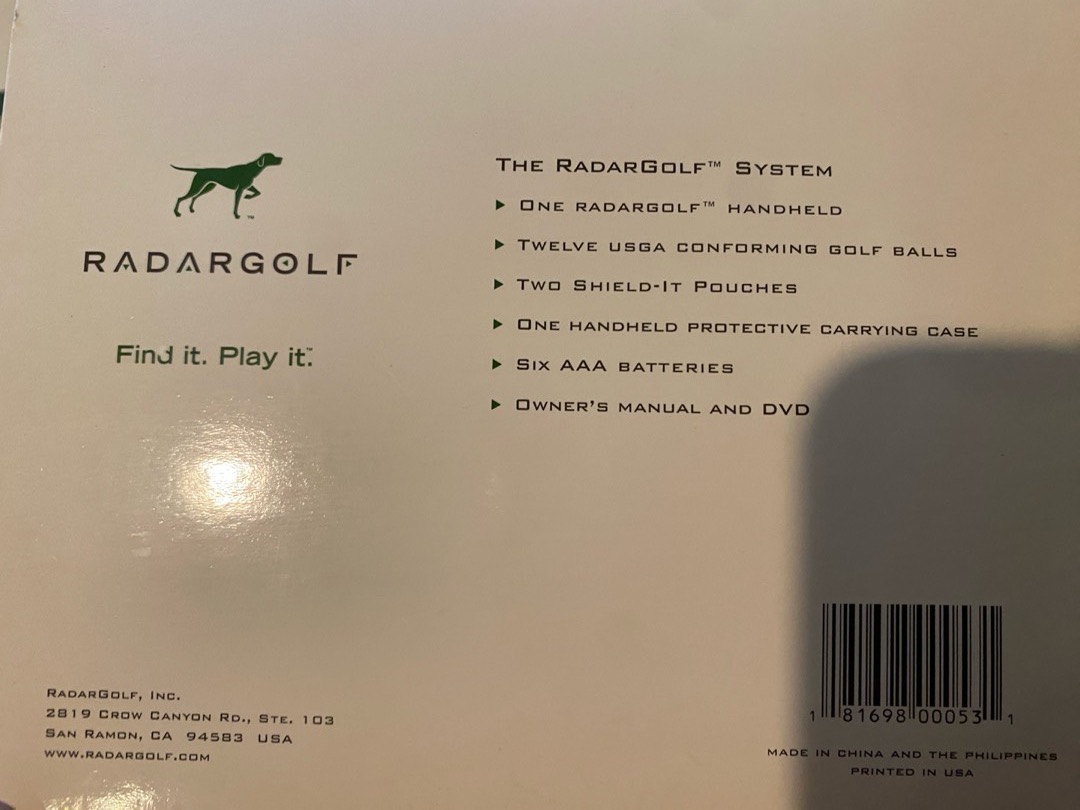 RADARGOLF
Find it. Play it.™
THE RADARGOLF™ SYSTEM
▶ ONE RADARGOLF™ HANDHELD
▶ TWELVE USGA CONFORMING GOLF BALLS
▶ TWO SHIELD-IT POUCHES
▶ ONE HANDHELD PROTECTIVE CARRYING CASE
▶ SIX AAA BATTERIES
▶ OWNER'S MANUAL AND DVD
RADARGOLF, INC.
2819 CROW CANYON RD., STE. 103
SAN RAMON, CA 94583 USA
WWW.RADARGOLF.COM
1 81698 00053 1
MADE IN CHINA AND THE PHILIPPINES
PRINTED IN USA